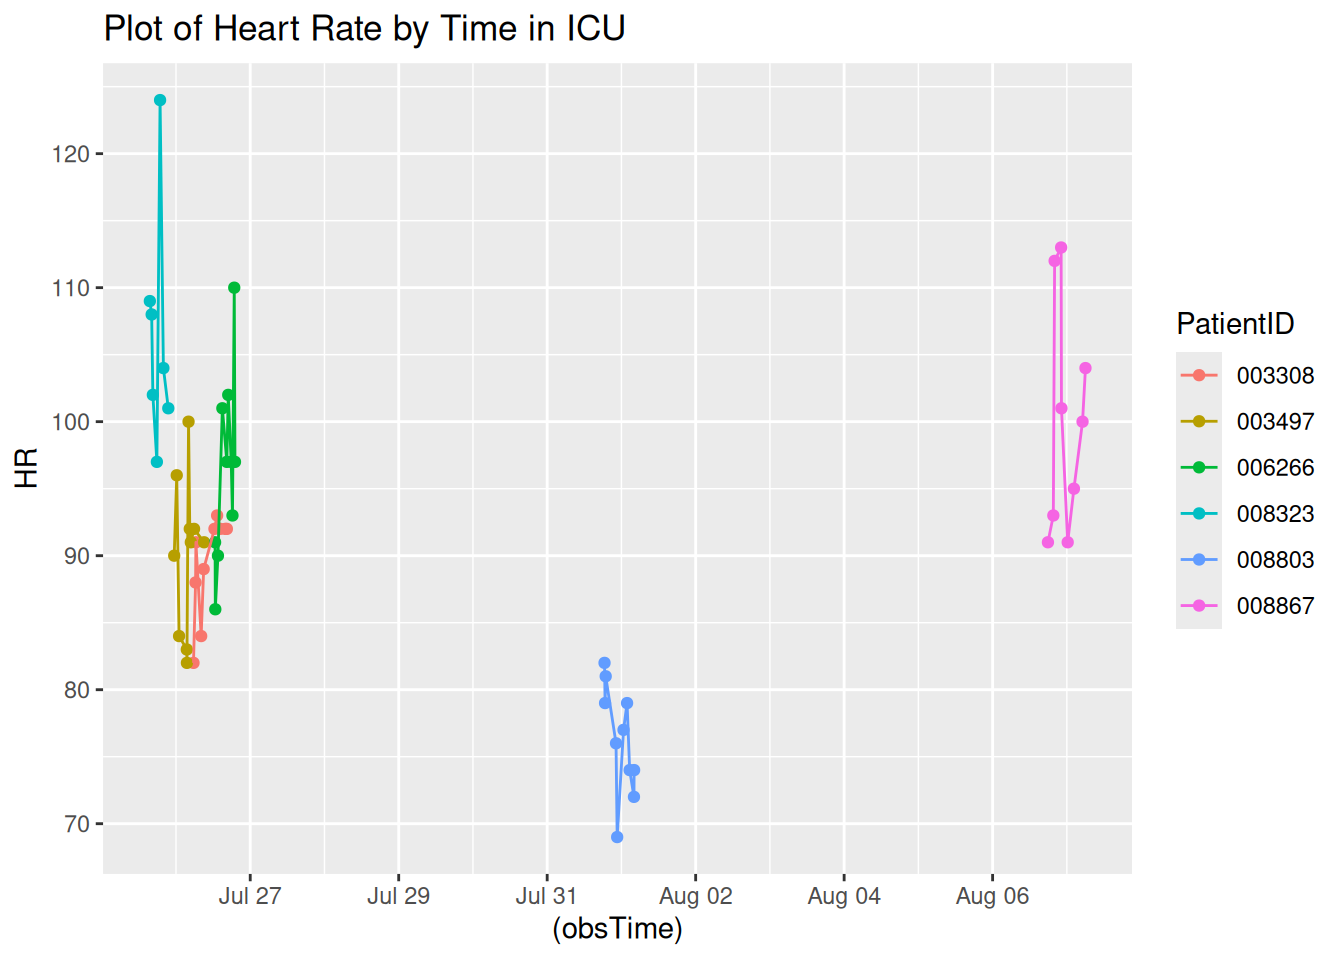 Plot of Heart Rate by Time in ICU
120
110
100
90
80
70
HR
Jul 27
Jul 29
Jul 31
Aug 02
Aug 04
Aug 06
(obsTime)
PatientID
003308
003497
006266
008323
008803
008867